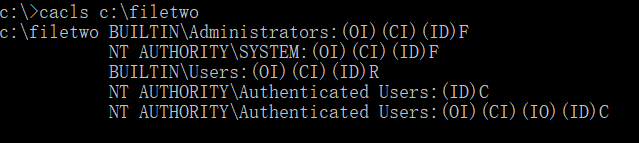 c:\>cacls c:\filetwo
c:\filetwo BUILTIN\Administrators:(OI)(CI)(ID)F
NT AUTHORITY\SYSTEM:(OI)(CI)(ID)F
BUILTIN\Users:(OI)(CI)(ID)R
NT AUTHORITY\Authenticated Users:(ID)C
NT AUTHORITY\Authenticated Users:(OI)(CI)(IO)(ID)C